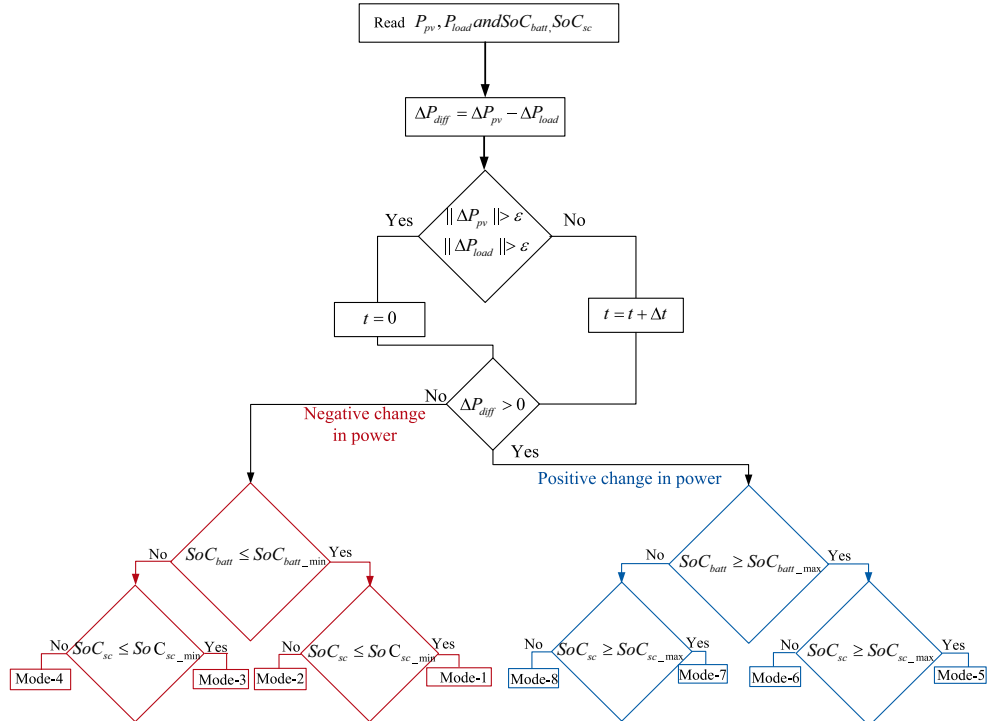 Read P_pv, P_load and SoC_batt, SoC_sc
ΔP_diff = ΔP_pv − ΔP_load
Yes
|| ΔP_pv || > ε
|| ΔP_load || > ε
No
t = 0
t = t + Δt
No
ΔP_diff > 0
Negative change
in power
Yes
Positive change in power
No
SoC_batt ≤ SoC_batt_min
Yes
No
SoC_batt ≥ SoC_batt_max
Yes
No
SoC_sc ≤ SoC_sc_min
Yes
No
SoC_sc ≤ SoC_sc_min
Yes
No
SoC_sc ≥ SoC_sc_max
Yes
No
SoC_sc ≥ SoC_sc_max
Yes
Mode-4
Mode-3
Mode-2
Mode-1
Mode-8
Mode-7
Mode-6
Mode-5